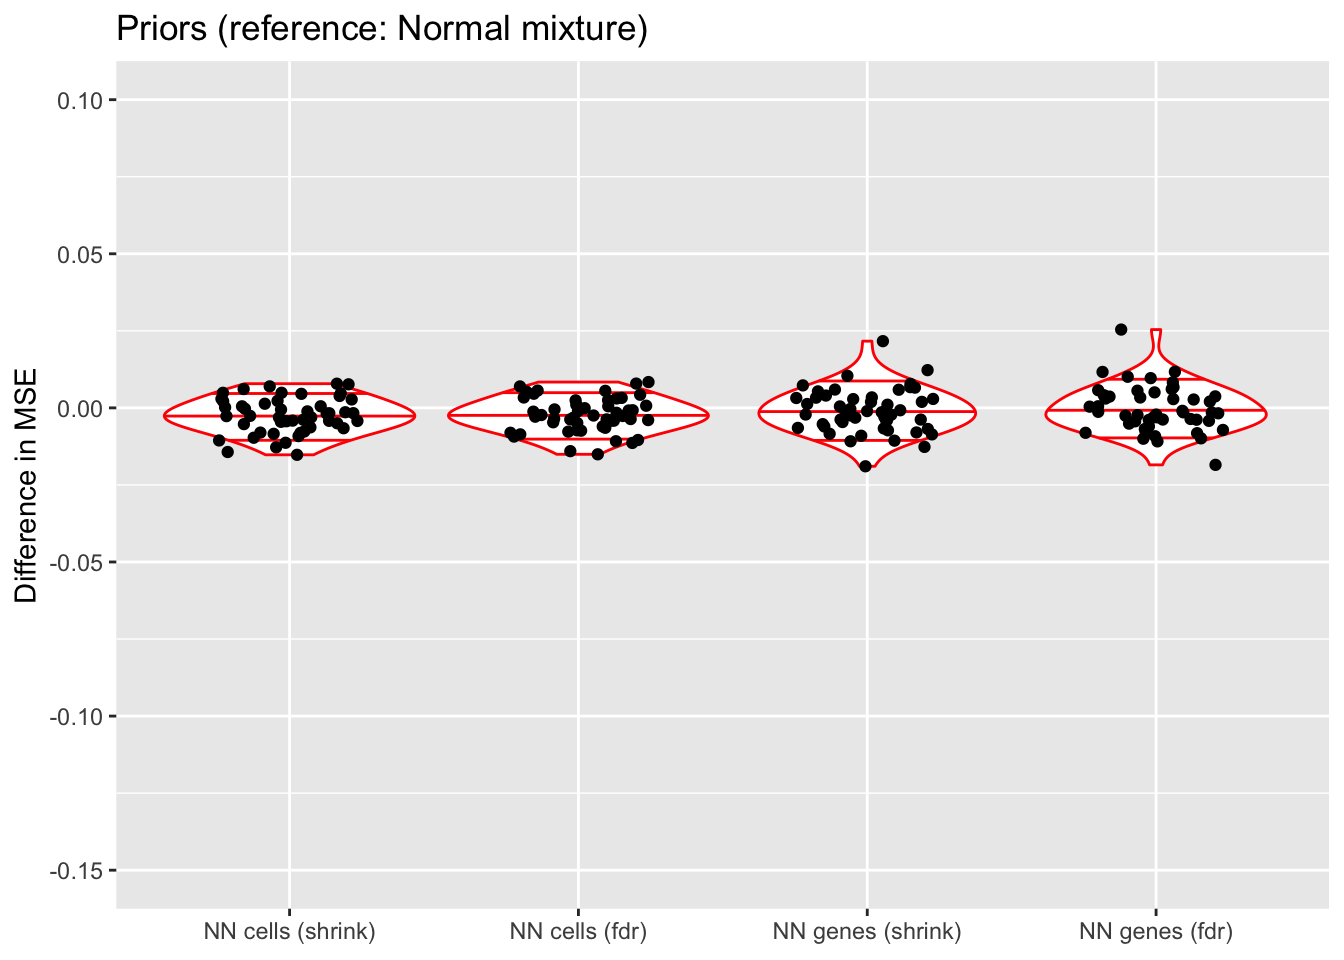 Priors (reference: Normal mixture)
Difference in MSE
0.10
0.05
0.00
-0.05
-0.10
-0.15
NN cells (shrink)
NN cells (fdr)
NN genes (shrink)
NN genes (fdr)